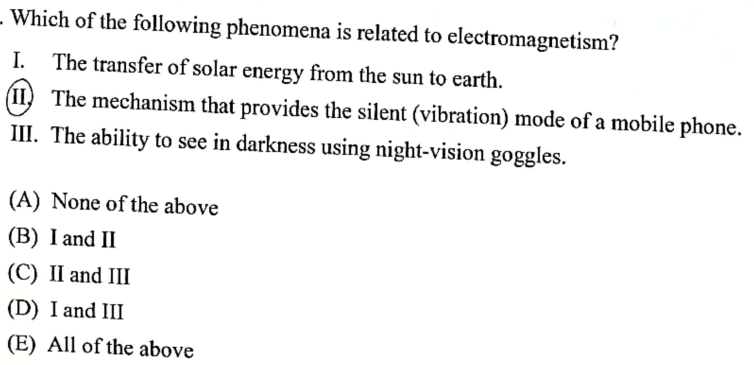 . Which of the following phenomena is related to electromagnetism?
I. The transfer of solar energy from the sun to earth.
II. The mechanism that provides the silent (vibration) mode of a mobile phone.
III. The ability to see in darkness using night-vision goggles.
(A) None of the above
(B) I and II
(C) II and III
(D) I and III
(E) All of the above